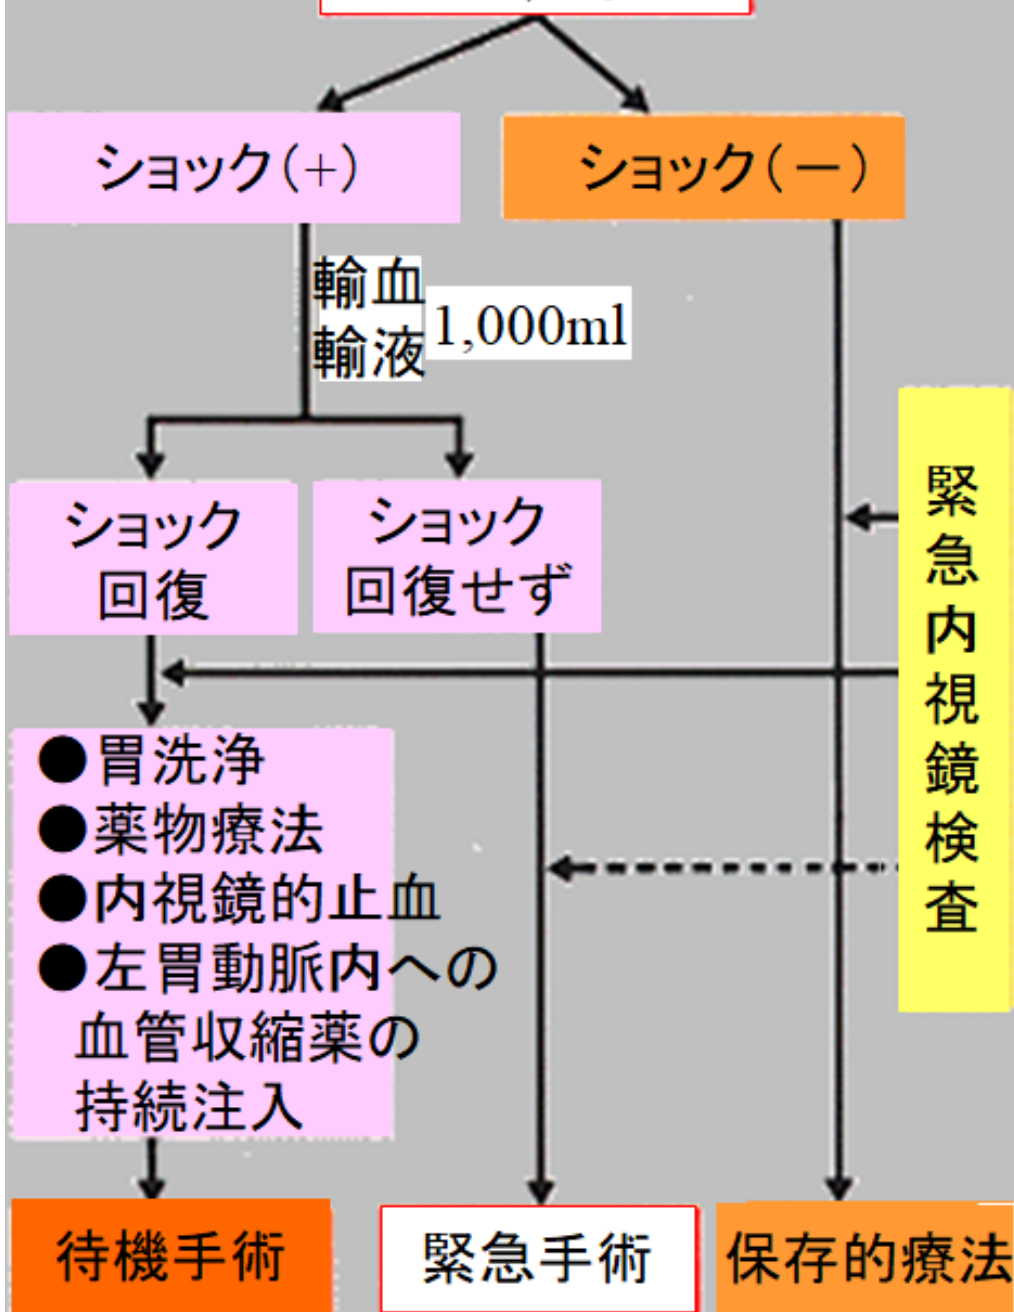 ショック(+)
ショック(－)
輸血
輸液
1,000ml
ショック
回復
ショック
回復せず
緊急内視鏡検査
●胃洗浄
●薬物療法
●内視鏡的止血
●左胃動脈内への
血管収縮薬の
持続注入
待機手術
緊急手術
保存的療法